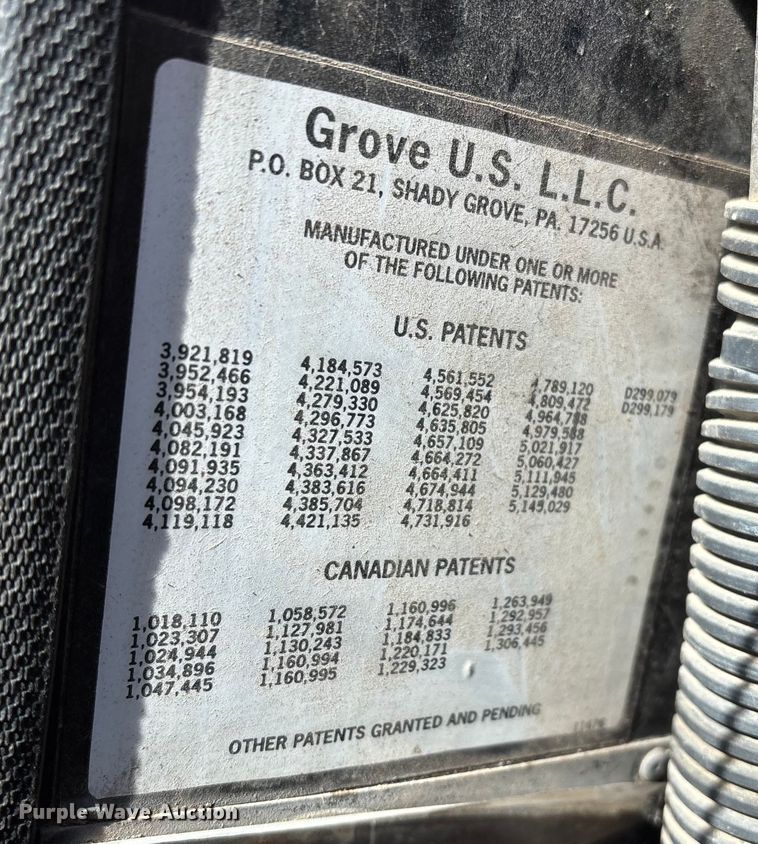 Grove U.S. L.L.C.
P.O. BOX 21, SHADY GROVE, PA. 17256 U.S.A.
MANUFACTURED UNDER ONE OR MORE
OF THE FOLLOWING PATENTS:
U.S. PATENTS
3,921,819 4,184,573 4,561,552 4,789,120 D299,079
3,952,466 4,221,089 4,569,454 4,809,472 D299,179
3,954,193 4,279,330 4,625,820 4,964,788
4,003,168 4,296,773 4,635,805 4,979,588
4,045,923 4,327,533 4,657,109 5,021,917
4,082,191 4,337,867 4,664,272 5,060,427
4,091,935 4,363,412 4,664,411 5,111,945
4,094,230 4,383,616 4,674,944 5,129,480
4,098,172 4,385,704 4,718,814 5,145,029
4,119,118 4,421,135 4,731,916
CANADIAN PATENTS
1,018,110 1,058,572 1,160,996 1,263,949
1,023,307 1,127,981 1,174,644 1,292,957
1,024,944 1,130,243 1,184,833 1,293,456
1,034,896 1,160,994 1,220,171 1,306,445
1,047,445 1,160,995 1,229,323
OTHER PATENTS GRANTED AND PENDING
Purple Wave Auction